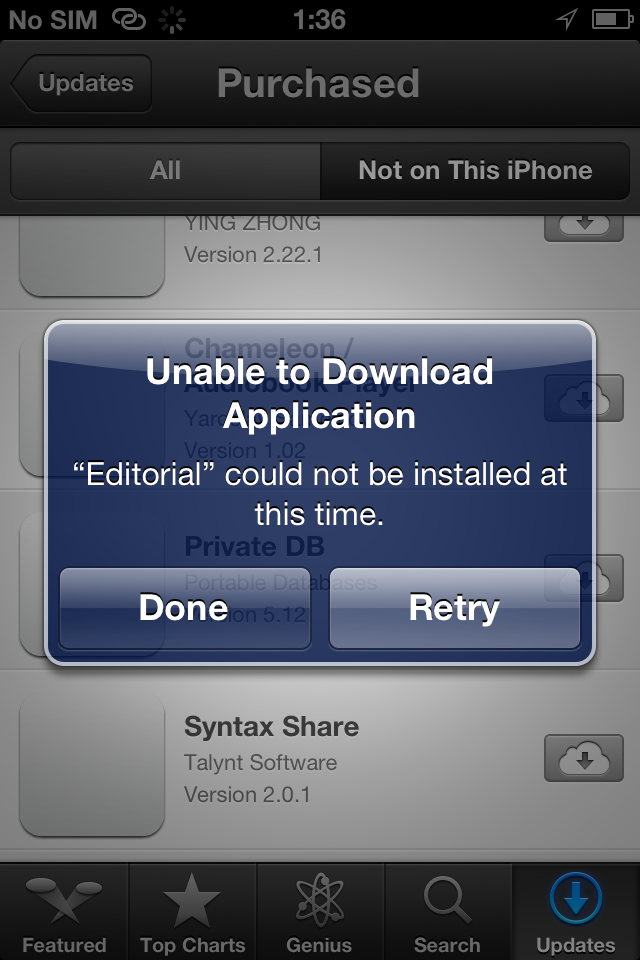 No SIM 1:36
Updates
Purchased
All
Not on This iPhone
YING ZHONG
Version 2.22.1
Chameleon /
Audiobook Player
Version 1.02
Unable to Download
Application
“Editorial” could not be installed at
this time.
Private DB
Portable Databases
Version 5.12
Done
Retry
Syntax Share
Talynt Software
Version 2.0.1
Featured
Top Charts
Genius
Search
Updates